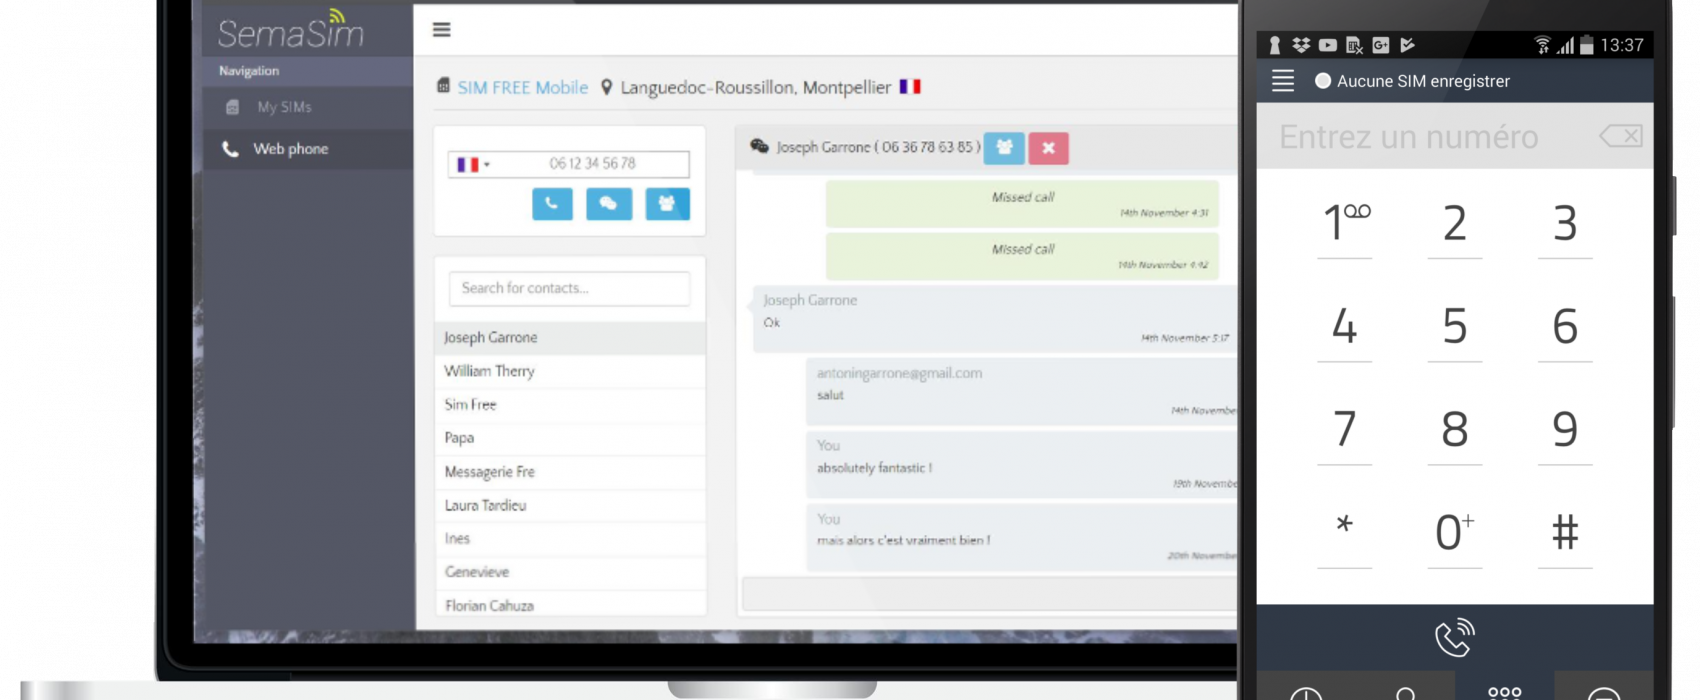 SemaSim
Navigation
My SIMs
Web phone
SIM FREE Mobile Languedoc-Roussillon, Montpellier
06 12 34 56 78
Search for contacts...
Joseph Garrone
William Therry
Sim Free
Papa
Messagerie Fre
Laura Tardieu
Ines
Genevieve
Florian Cahuza
Joseph Garrone ( 06 36 78 63 85 )
Missed call
14th November 4:31
Missed call
14th November 4:42
Joseph Garrone
Ok
14th November 5:17
antoningarrone@gmail.com
salut
14th Novembe
You
absolutely fantastic !
19th Novembe
You
mais alors c'est vraiment bien !
20th Novembe
13:37
Aucune SIM enregistrer
Entrez un numéro
1 2 3
4 5 6
7 8 9
* 0+ #